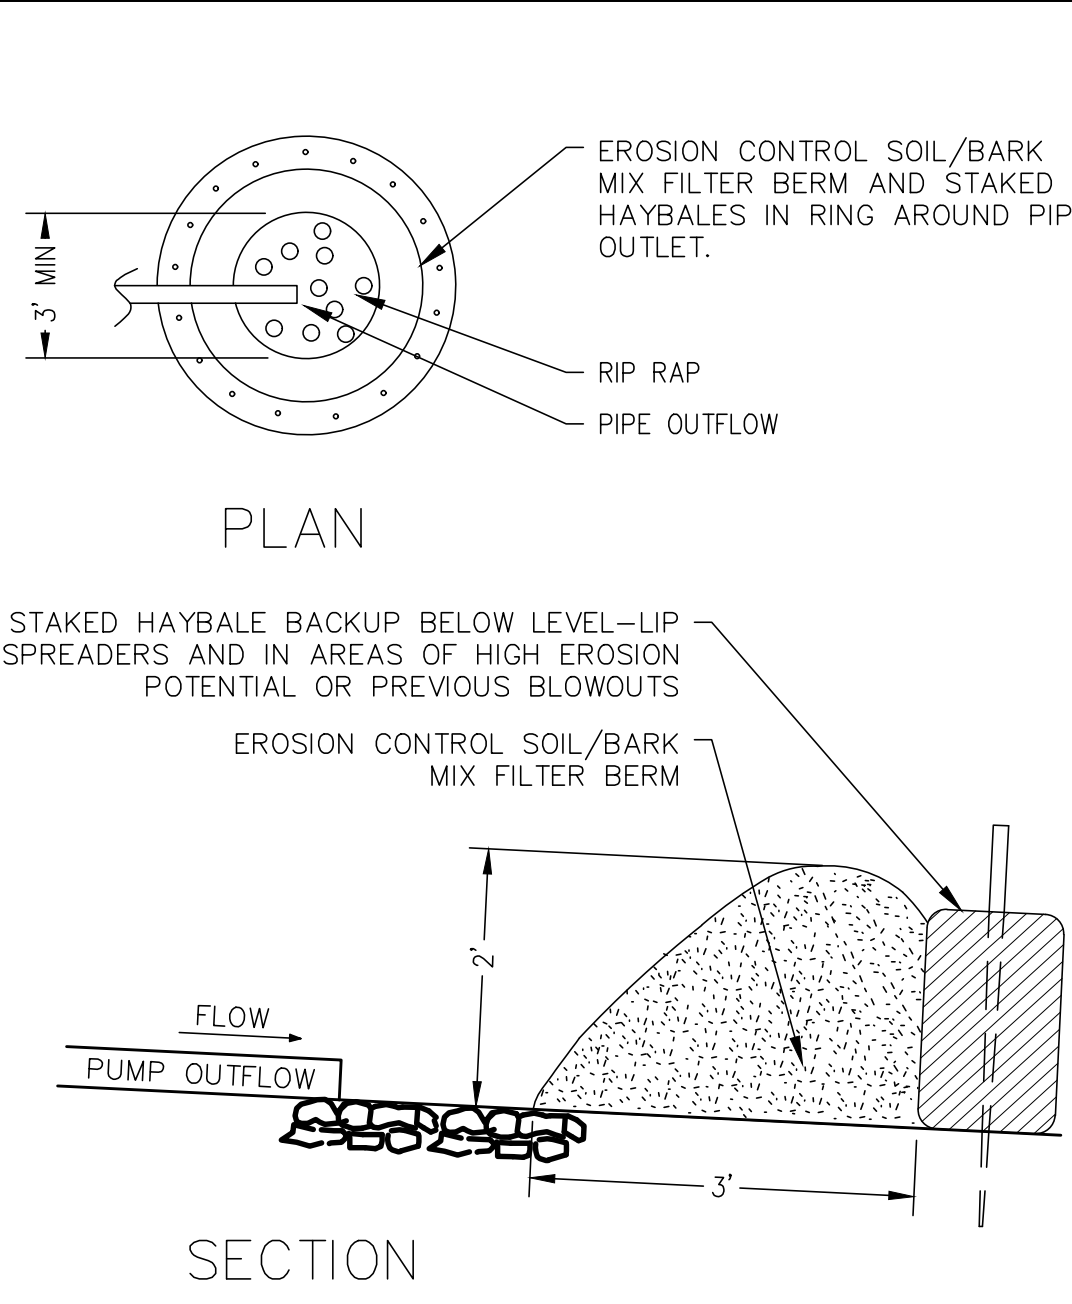 EROSION CONTROL SOIL/BARK
MIX FILTER BERM AND STAKED
HAYBALES IN RING AROUND PIP
OUTLET.
3' MIN
RIP RAP
PIPE OUTFLOW
PLAN
STAKED HAYBALE BACKUP BELOW LEVEL-LIP
SPREADERS AND IN AREAS OF HIGH EROSION
POTENTIAL OR PREVIOUS BLOWOUTS
EROSION CONTROL SOIL/BARK
MIX FILTER BERM
2'
FLOW
PUMP OUTFLOW
3'
SECTION